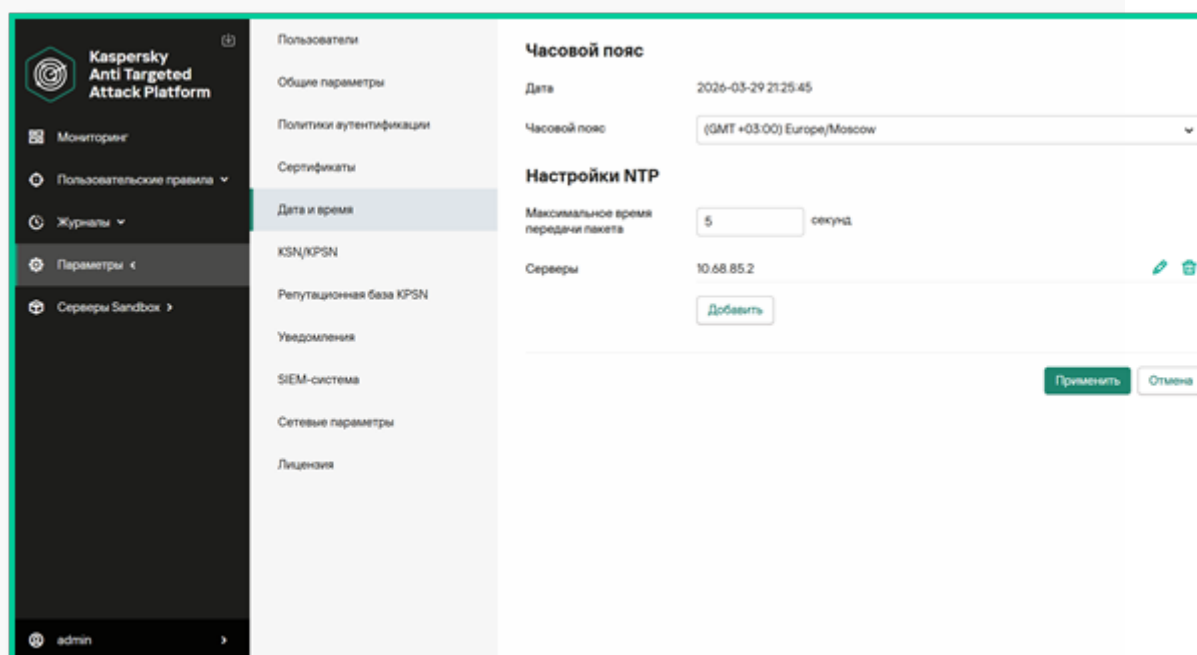 Kaspersky
Anti Targeted
Attack Platform
Мониторинг
Пользовательские правила
Журналы
Параметры
Серверы Sandbox
admin
Пользователи
Общие параметры
Политики аутентификации
Сертификаты
Дата и время
KSN/KPSN
Репутационная база KPSN
Уведомления
SIEM-система
Сетевые параметры
Лицензия
Часовой пояс
Дата 2026-03-29 21:25:45
Часовой пояс (GMT +03:00) Europe/Moscow
Настройки NTP
Максимальное время
передачи пакета 5 секунд
Серверы 10.68.85.2
Добавить
Применить Отмена